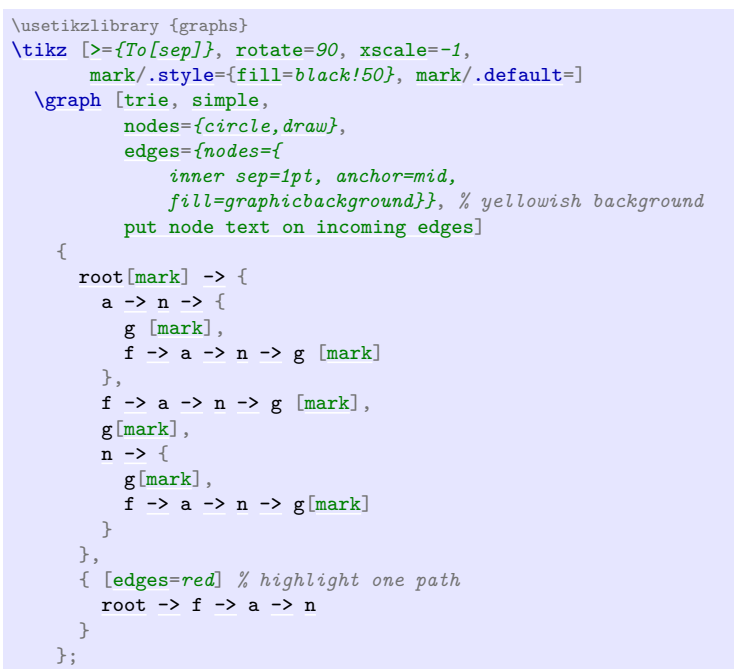 \usetikzlibrary {graphs}
\tikz [>={To[sep]}, rotate=90, xscale=-1,
       mark/.style={fill=black!50}, mark/.default=]
  \graph [trie, simple,
          nodes={circle,draw},
          edges={nodes={
              inner sep=1pt, anchor=mid,
              fill=graphicbackground}}, % yellowish background
          put node text on incoming edges]
    {
      root[mark] -> {
        a -> n -> {
          g [mark],
          f -> a -> n -> g [mark]
        },
        f -> a -> n -> g [mark],
        g[mark],
        n -> {
          g[mark],
          f -> a -> n -> g[mark]
        }
      },
      { [edges=red] % highlight one path
        root -> f -> a -> n
      }
    };